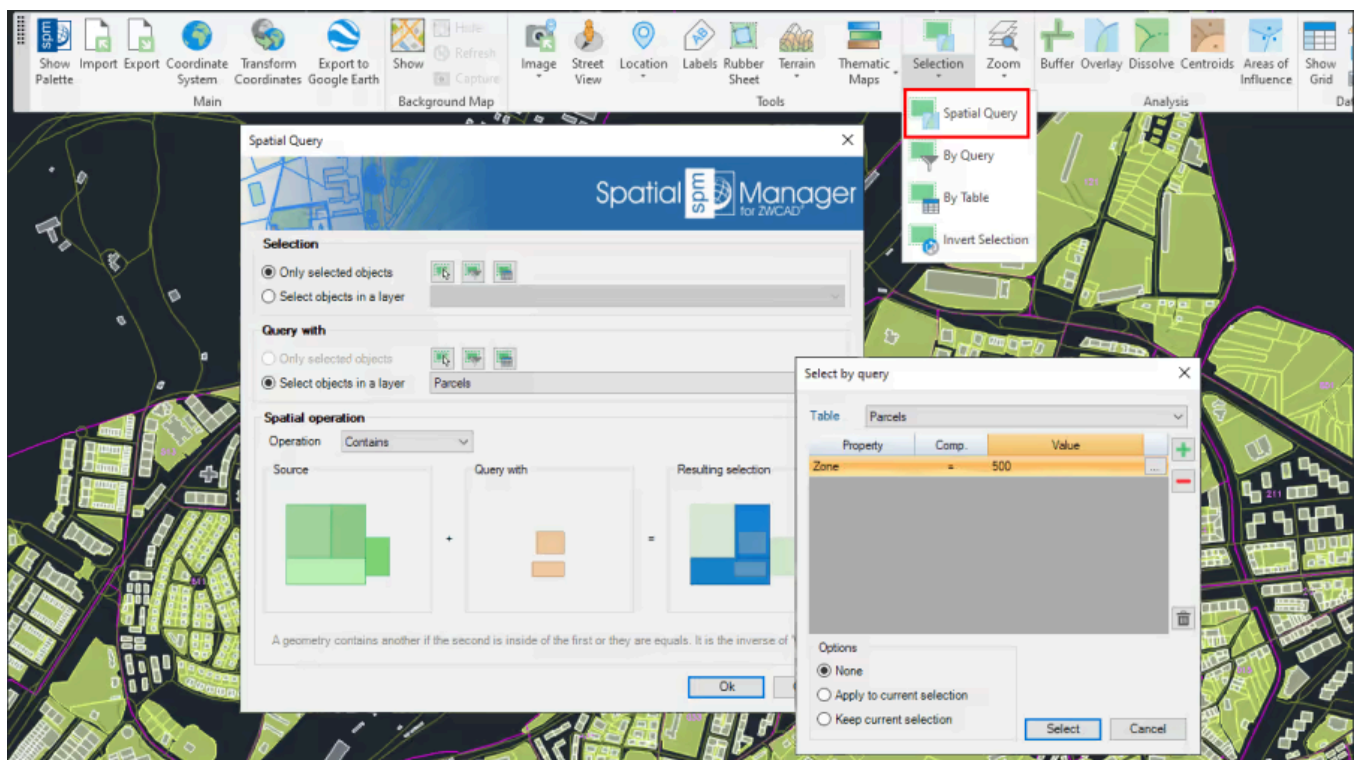 spm
Show Palette
Import
Export
Coordinate System
Transform Coordinates
Export to Google Earth
Main
Show
Hide
Refresh
Capture
Background Map
Image
Street View
Location
AB
Labels
Rubber Sheet
Terrain
Thematic Maps
Tools
Selection
Zoom
Buffer
Overlay
Dissolve
Centroids
Areas of Influence
Analysis
Show Grid
Dat
Spatial Query
By Query
By Table
Invert Selection
Spatial Query
Spatial spm Manager
for ZWCAD®
Selection
Only selected objects
Select objects in a layer
Query with
Only selected objects
Select objects in a layer
Parcels
Spatial operation
Operation
Contains
Source
Query with
Resulting selection
+
=
A geometry contains another if the second is inside of the first or they are equals. It is the inverse of
Ok
Select by query
Table
Parcels
Property
Comp.
Value
Zone
=
500
...
Options
None
Apply to current selection
Keep current selection
Select
Cancel
211